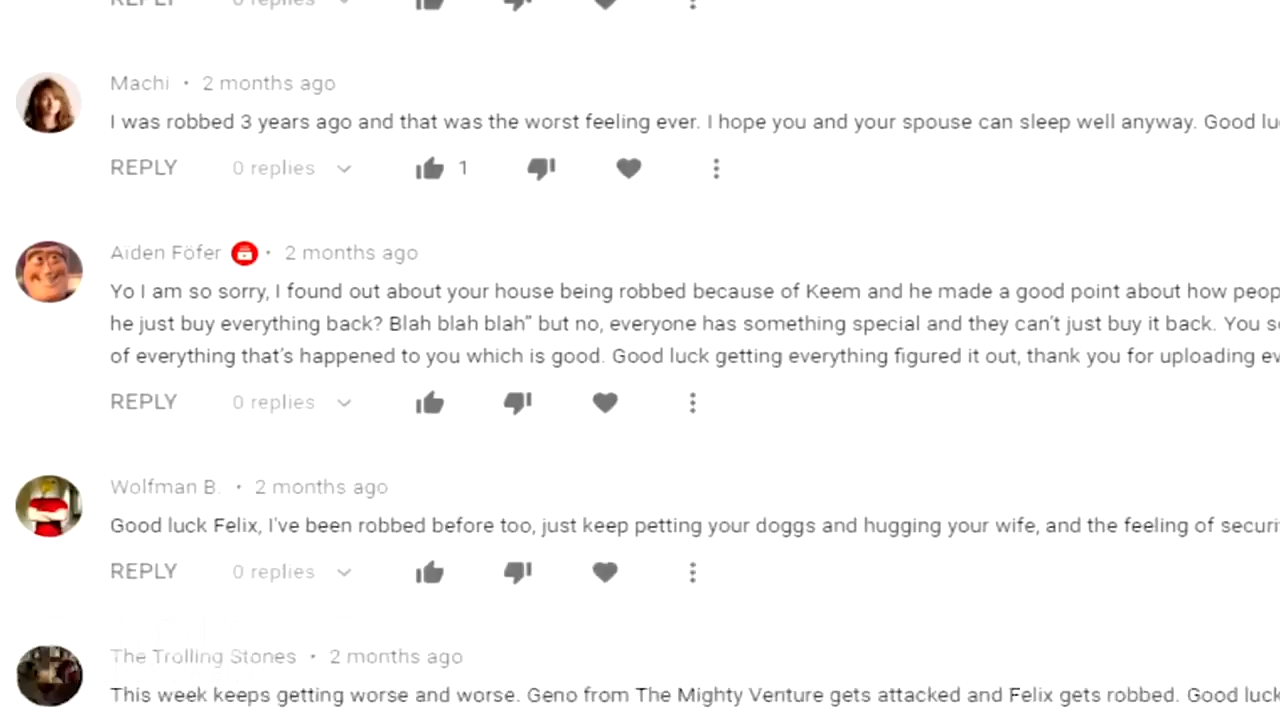 REPLY 0 replies
Machi • 2 months ago
I was robbed 3 years ago and that was the worst feeling ever. I hope you and your spouse can sleep well anyway. Good
REPLY 0 replies 1
Aïden Föfer • 2 months ago
Yo I am so sorry, I found out about your house being robbed because of Keem and he made a good point about how
he just buy everything back? Blah blah blah” but no, everyone has something special and they can’t just buy it back. You
of everything that’s happened to you which is good. Good luck getting everything figured it out, thank you for uploading
REPLY 0 replies
Wolfman B. • 2 months ago
Good luck Felix, I've been robbed before too, just keep petting your doggs and hugging your wife, and the feeling of
REPLY 0 replies
The Trolling Stones • 2 months ago
This week keeps getting worse and worse. Geno from The Mighty Venture gets attacked and Felix gets robbed. Good luck